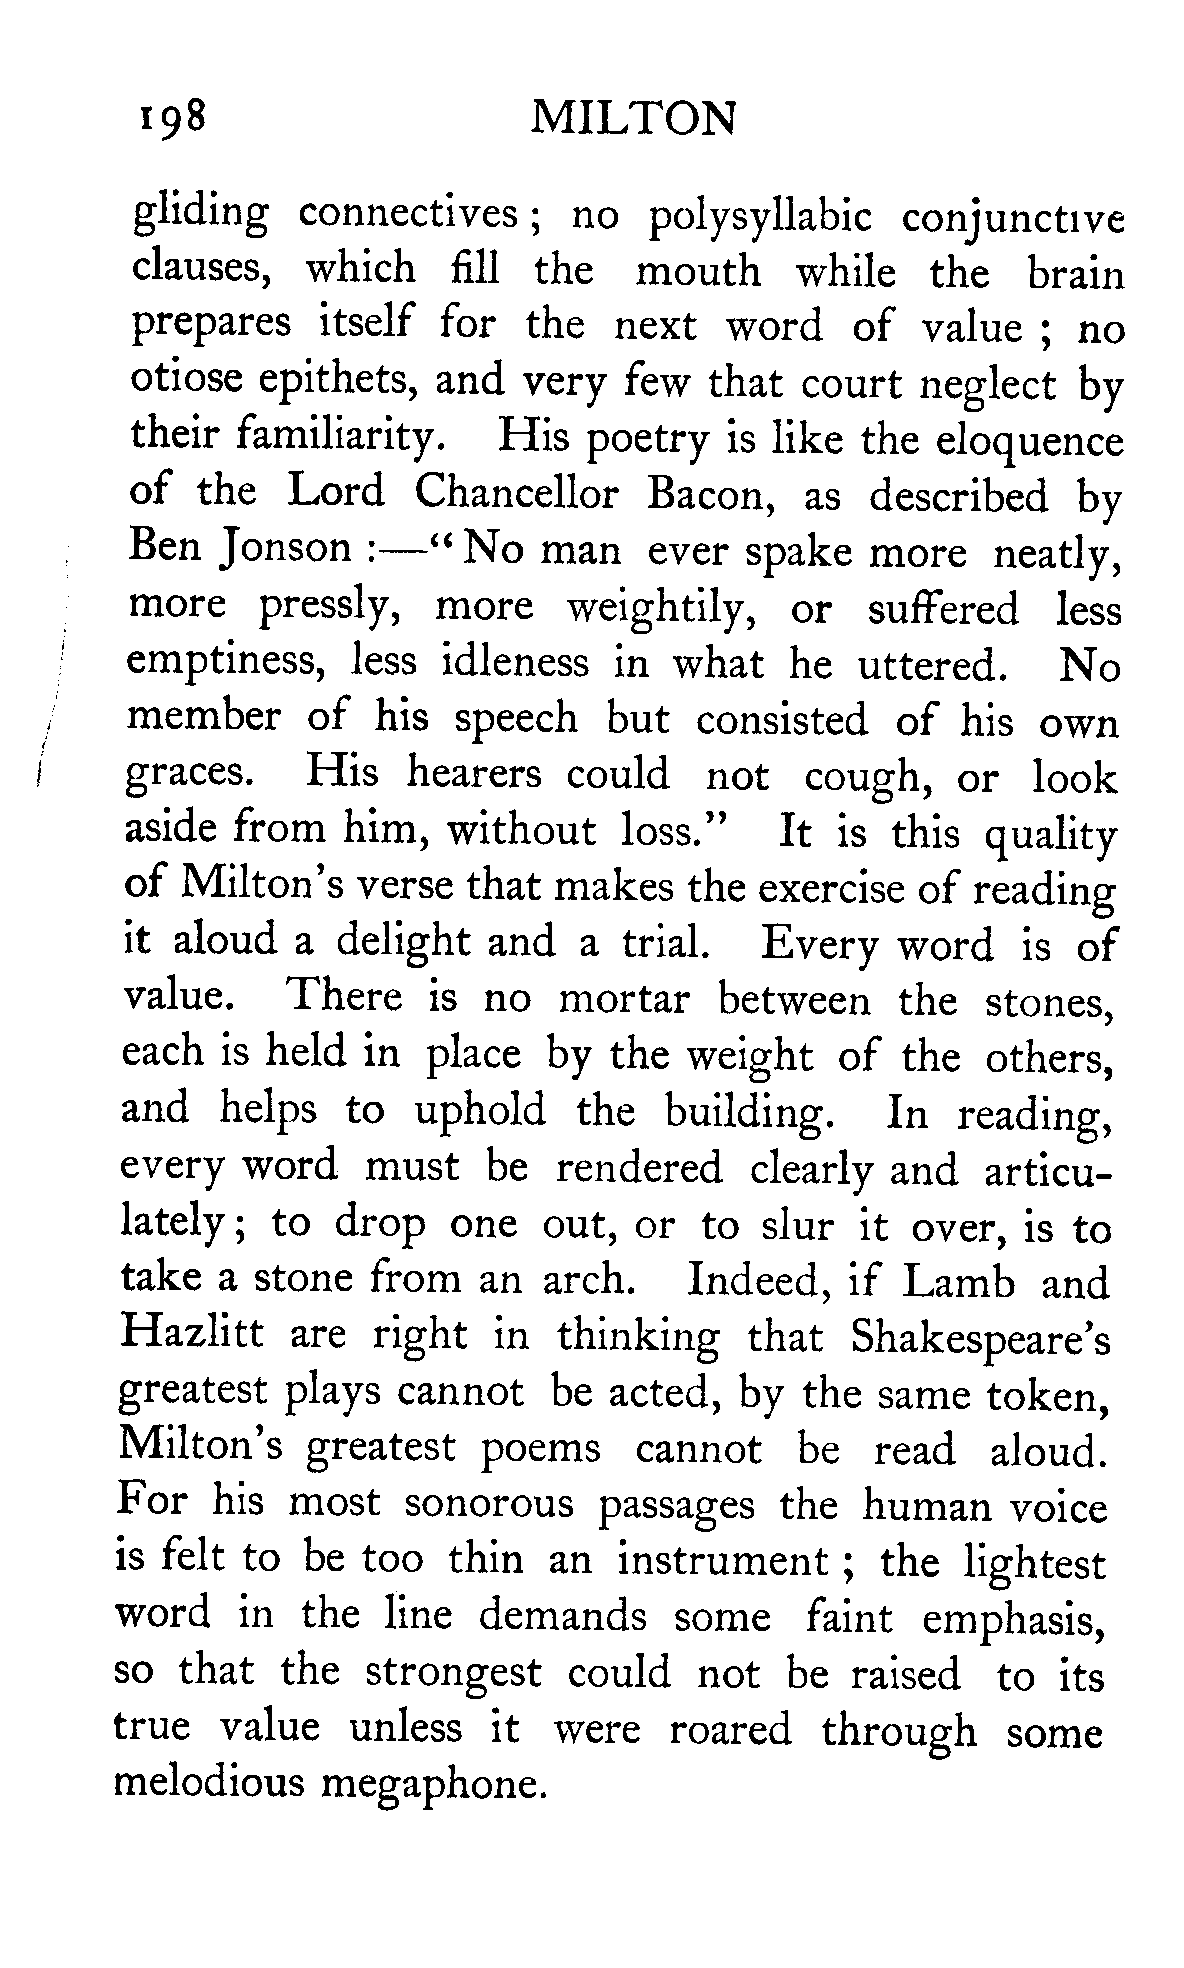 198 MILTON
gliding connectives ; no polysyllabic conjunctive
clauses, which fill the mouth while the brain
prepares itself for the next word of value ; no
otiose epithets, and very few that court neglect by
their familiarity. His poetry is like the eloquence
of the Lord Chancellor Bacon, as described by
Ben Jonson :—“ No man ever spake more neatly,
more pressly, more weightily, or suffered less
emptiness, less idleness in what he uttered. No
member of his speech but consisted of his own
graces. His hearers could not cough, or look
aside from him, without loss.” It is this quality
of Milton’s verse that makes the exercise of reading
it aloud a delight and a trial. Every word is of
value. There is no mortar between the stones,
each is held in place by the weight of the others,
and helps to uphold the building. In reading,
every word must be rendered clearly and articu-
lately ; to drop one out, or to slur it over, is to
take a stone from an arch. Indeed, if Lamb and
Hazlitt are right in thinking that Shakespeare’s
greatest plays cannot be acted, by the same token,
Milton’s greatest poems cannot be read aloud.
For his most sonorous passages the human voice
is felt to be too thin an instrument ; the lightest
word in the line demands some faint emphasis,
so that the strongest could not be raised to its
true value unless it were roared through some
melodious megaphone.